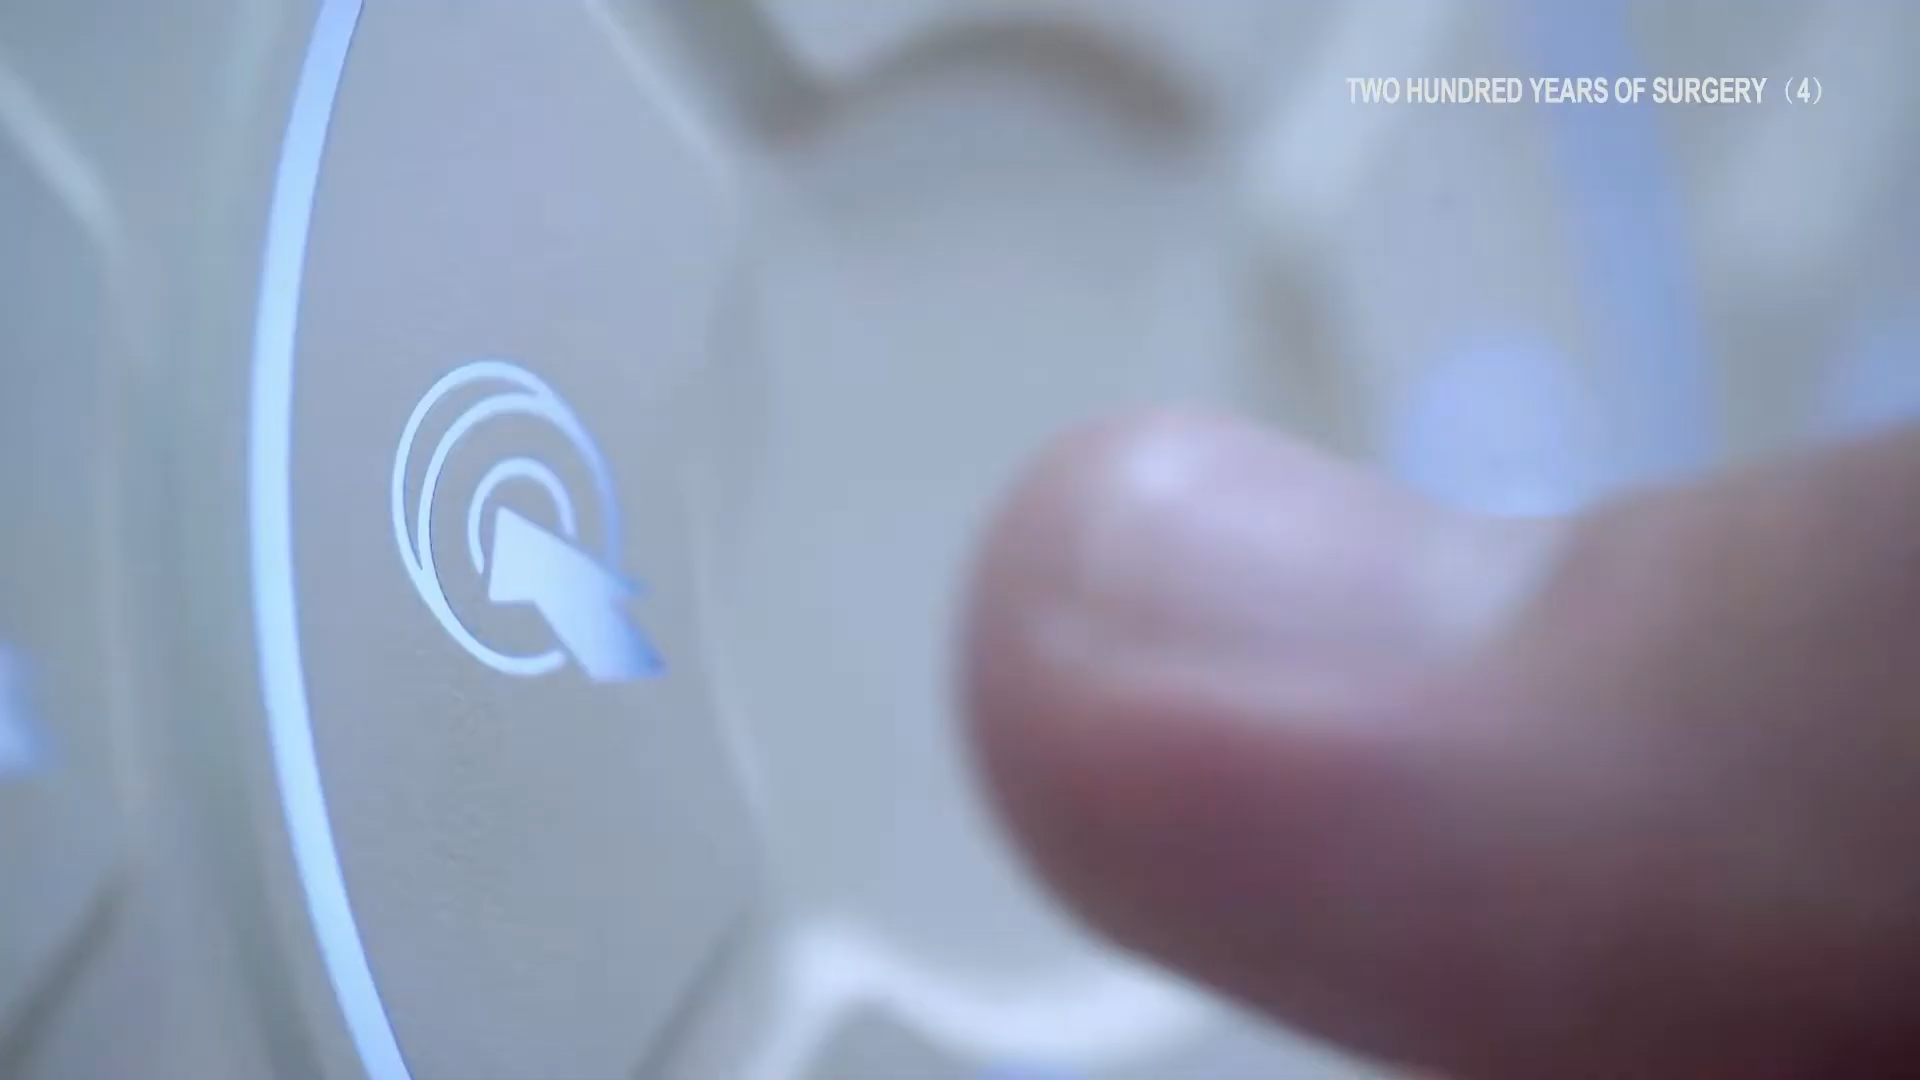 TWO HUNDRED YEARS OF SURGERY（4）